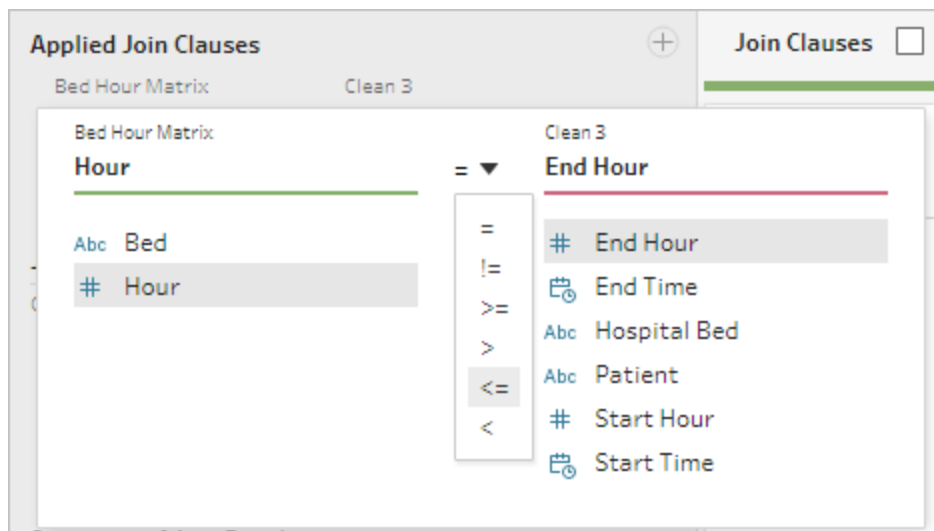 Applied Join Clauses
Join Clauses
Bed Hour Matrix Clean 3
Bed Hour Matrix Clean 3
Hour = End Hour
Abc Bed
# Hour
=
!=
>=
>
<=
<
# End Hour
End Time
Abc Hospital Bed
Abc Patient
# Start Hour
Start Time